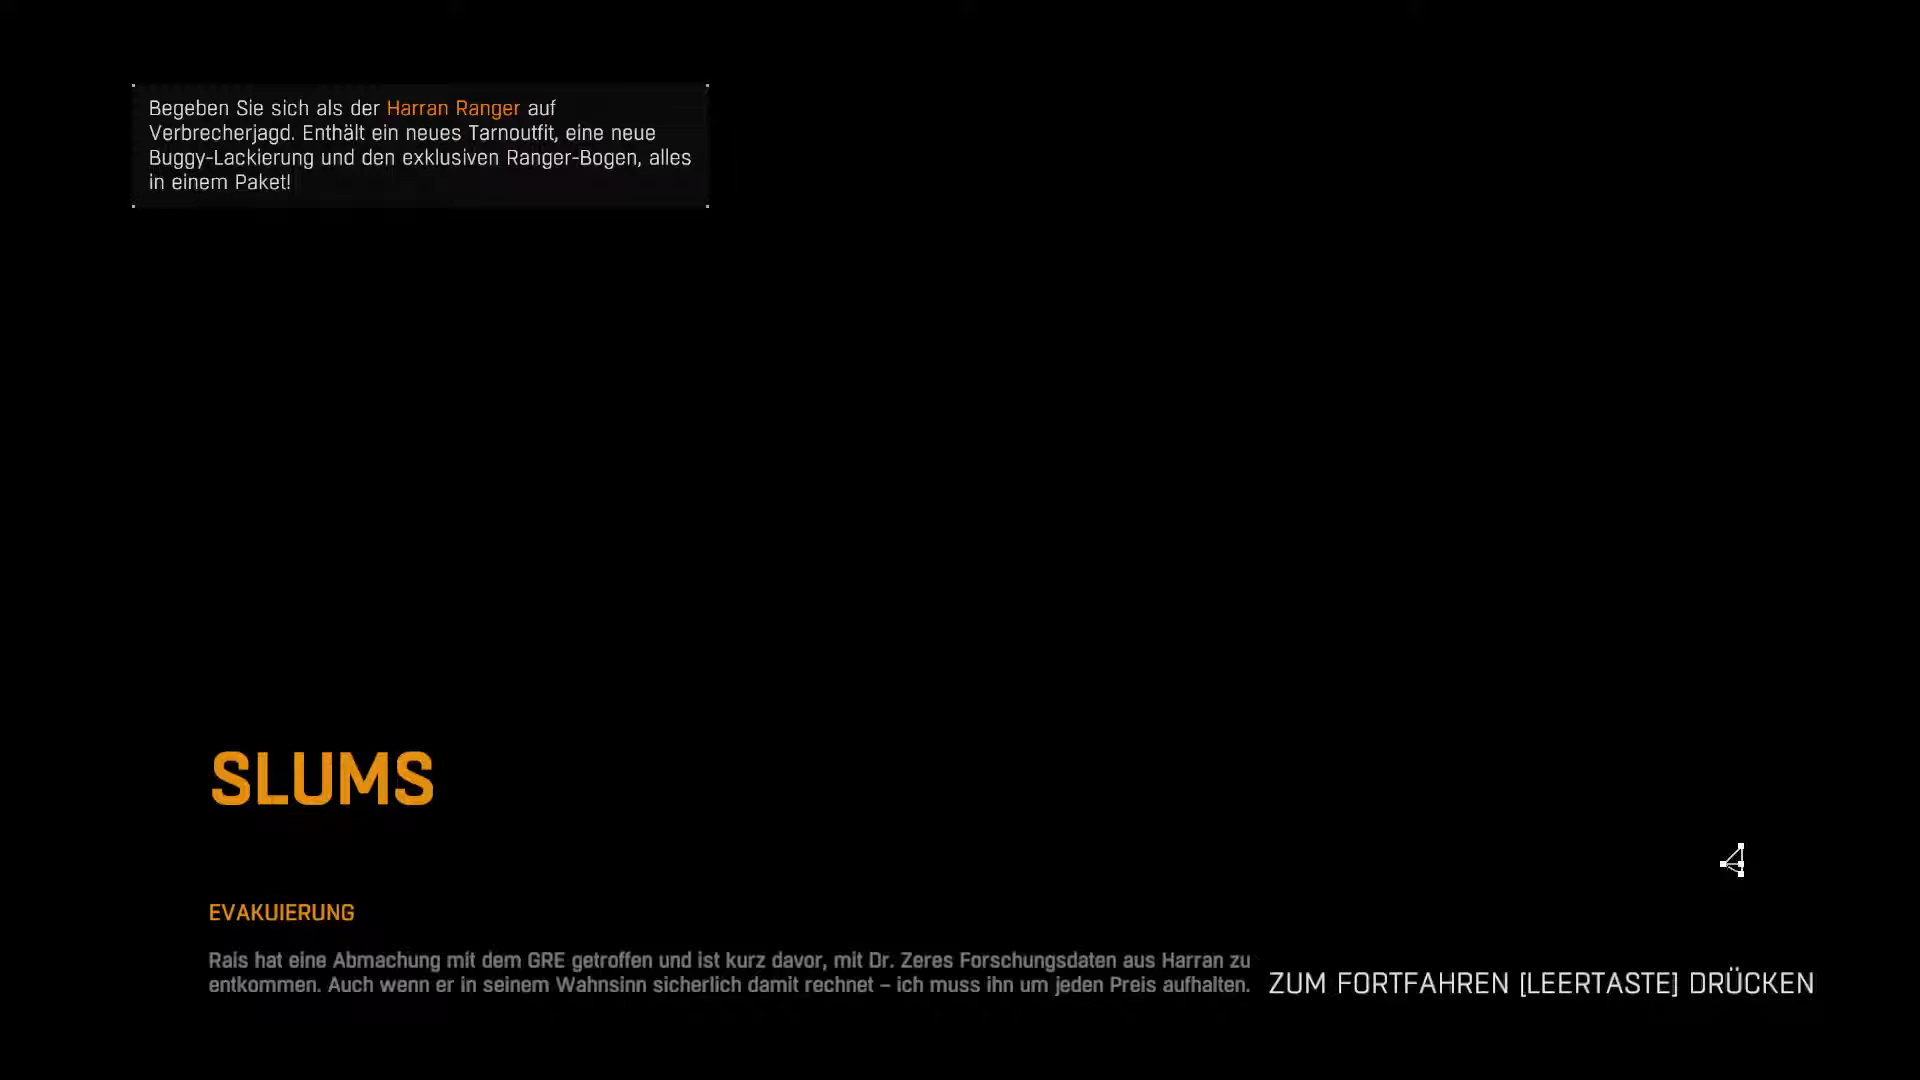 Begeben Sie sich als der Harran Ranger auf
Verbrecherjagd. Enthält ein neues Tarnoutfit, eine neue
Buggy-Lackierung und den exklusiven Ranger-Bogen, alles
in einem Paket!
SLUMS
EVAKUIERUNG
Rais hat eine Abmachung mit dem GRE getroffen und ist kurz davor, mit Dr. Zeres Forschungsdaten aus Harran zu
entkommen. Auch wenn er in seinem Wahnsinn sicherlich damit rechnet – ich muss ihn um jeden Preis aufhalten.
ZUM FORTFAHREN [LEERTASTE] DRÜCKEN